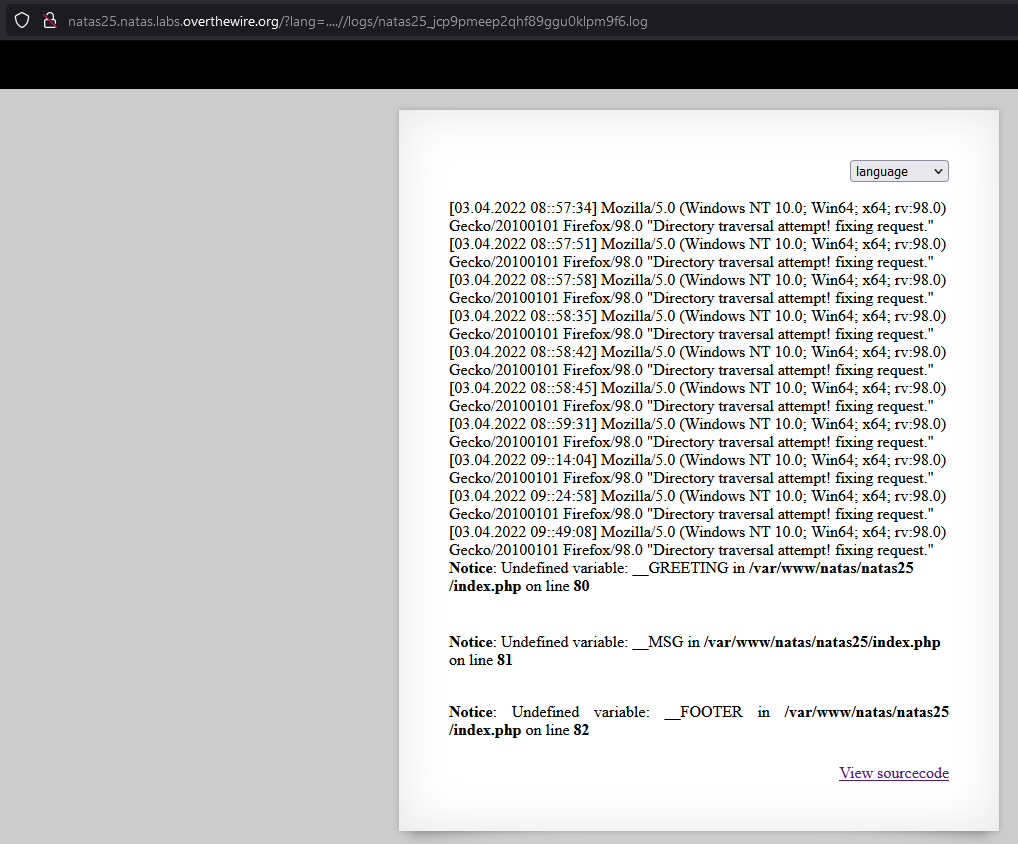 natas25.natas.labs.overthewire.org/?lang=....//logs/natas25_jcp9pmeep2qhf89ggu0klpm9f6.log
language
[03.04.2022 08::57:34] Mozilla/5.0 (Windows NT 10.0; Win64; x64; rv:98.0)
Gecko/20100101 Firefox/98.0 "Directory traversal attempt! fixing request."
[03.04.2022 08::57:51] Mozilla/5.0 (Windows NT 10.0; Win64; x64; rv:98.0)
Gecko/20100101 Firefox/98.0 "Directory traversal attempt! fixing request."
[03.04.2022 08::57:58] Mozilla/5.0 (Windows NT 10.0; Win64; x64; rv:98.0)
Gecko/20100101 Firefox/98.0 "Directory traversal attempt! fixing request."
[03.04.2022 08::58:35] Mozilla/5.0 (Windows NT 10.0; Win64; x64; rv:98.0)
Gecko/20100101 Firefox/98.0 "Directory traversal attempt! fixing request."
[03.04.2022 08::58:42] Mozilla/5.0 (Windows NT 10.0; Win64; x64; rv:98.0)
Gecko/20100101 Firefox/98.0 "Directory traversal attempt! fixing request."
[03.04.2022 08::58:45] Mozilla/5.0 (Windows NT 10.0; Win64; x64; rv:98.0)
Gecko/20100101 Firefox/98.0 "Directory traversal attempt! fixing request."
[03.04.2022 08::59:31] Mozilla/5.0 (Windows NT 10.0; Win64; x64; rv:98.0)
Gecko/20100101 Firefox/98.0 "Directory traversal attempt! fixing request."
[03.04.2022 09::14:04] Mozilla/5.0 (Windows NT 10.0; Win64; x64; rv:98.0)
Gecko/20100101 Firefox/98.0 "Directory traversal attempt! fixing request."
[03.04.2022 09::24:58] Mozilla/5.0 (Windows NT 10.0; Win64; x64; rv:98.0)
Gecko/20100101 Firefox/98.0 "Directory traversal attempt! fixing request."
[03.04.2022 09::49:08] Mozilla/5.0 (Windows NT 10.0; Win64; x64; rv:98.0)
Gecko/20100101 Firefox/98.0 "Directory traversal attempt! fixing request."
Notice: Undefined variable: __GREETING in /var/www/natas/natas25
/index.php on line 80
Notice: Undefined variable: __MSG in /var/www/natas/natas25/index.php
on line 81
Notice: Undefined variable: __FOOTER in /var/www/natas/natas25
/index.php on line 82
View sourcecode